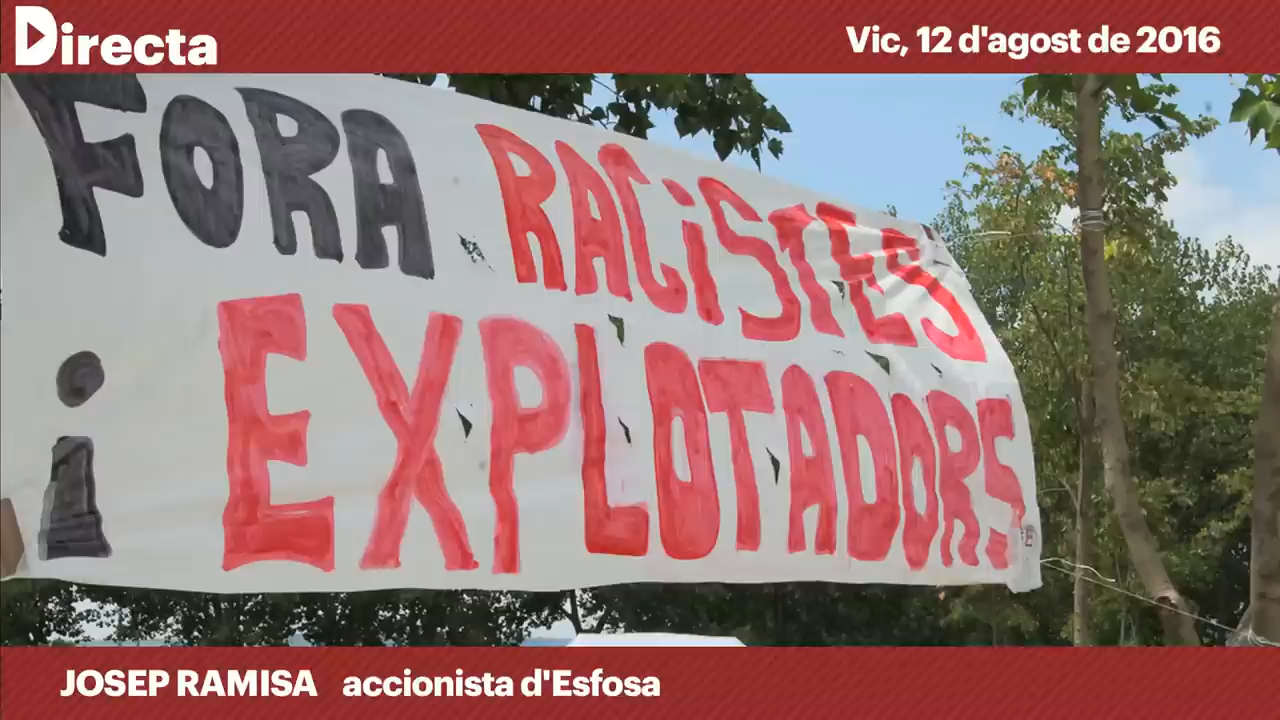 Directa
Vic, 12 d'agost de 2016
FORA RACiSTES
i EXPLOTADORS
JOSEP RAMISA accionista d'Esfosa